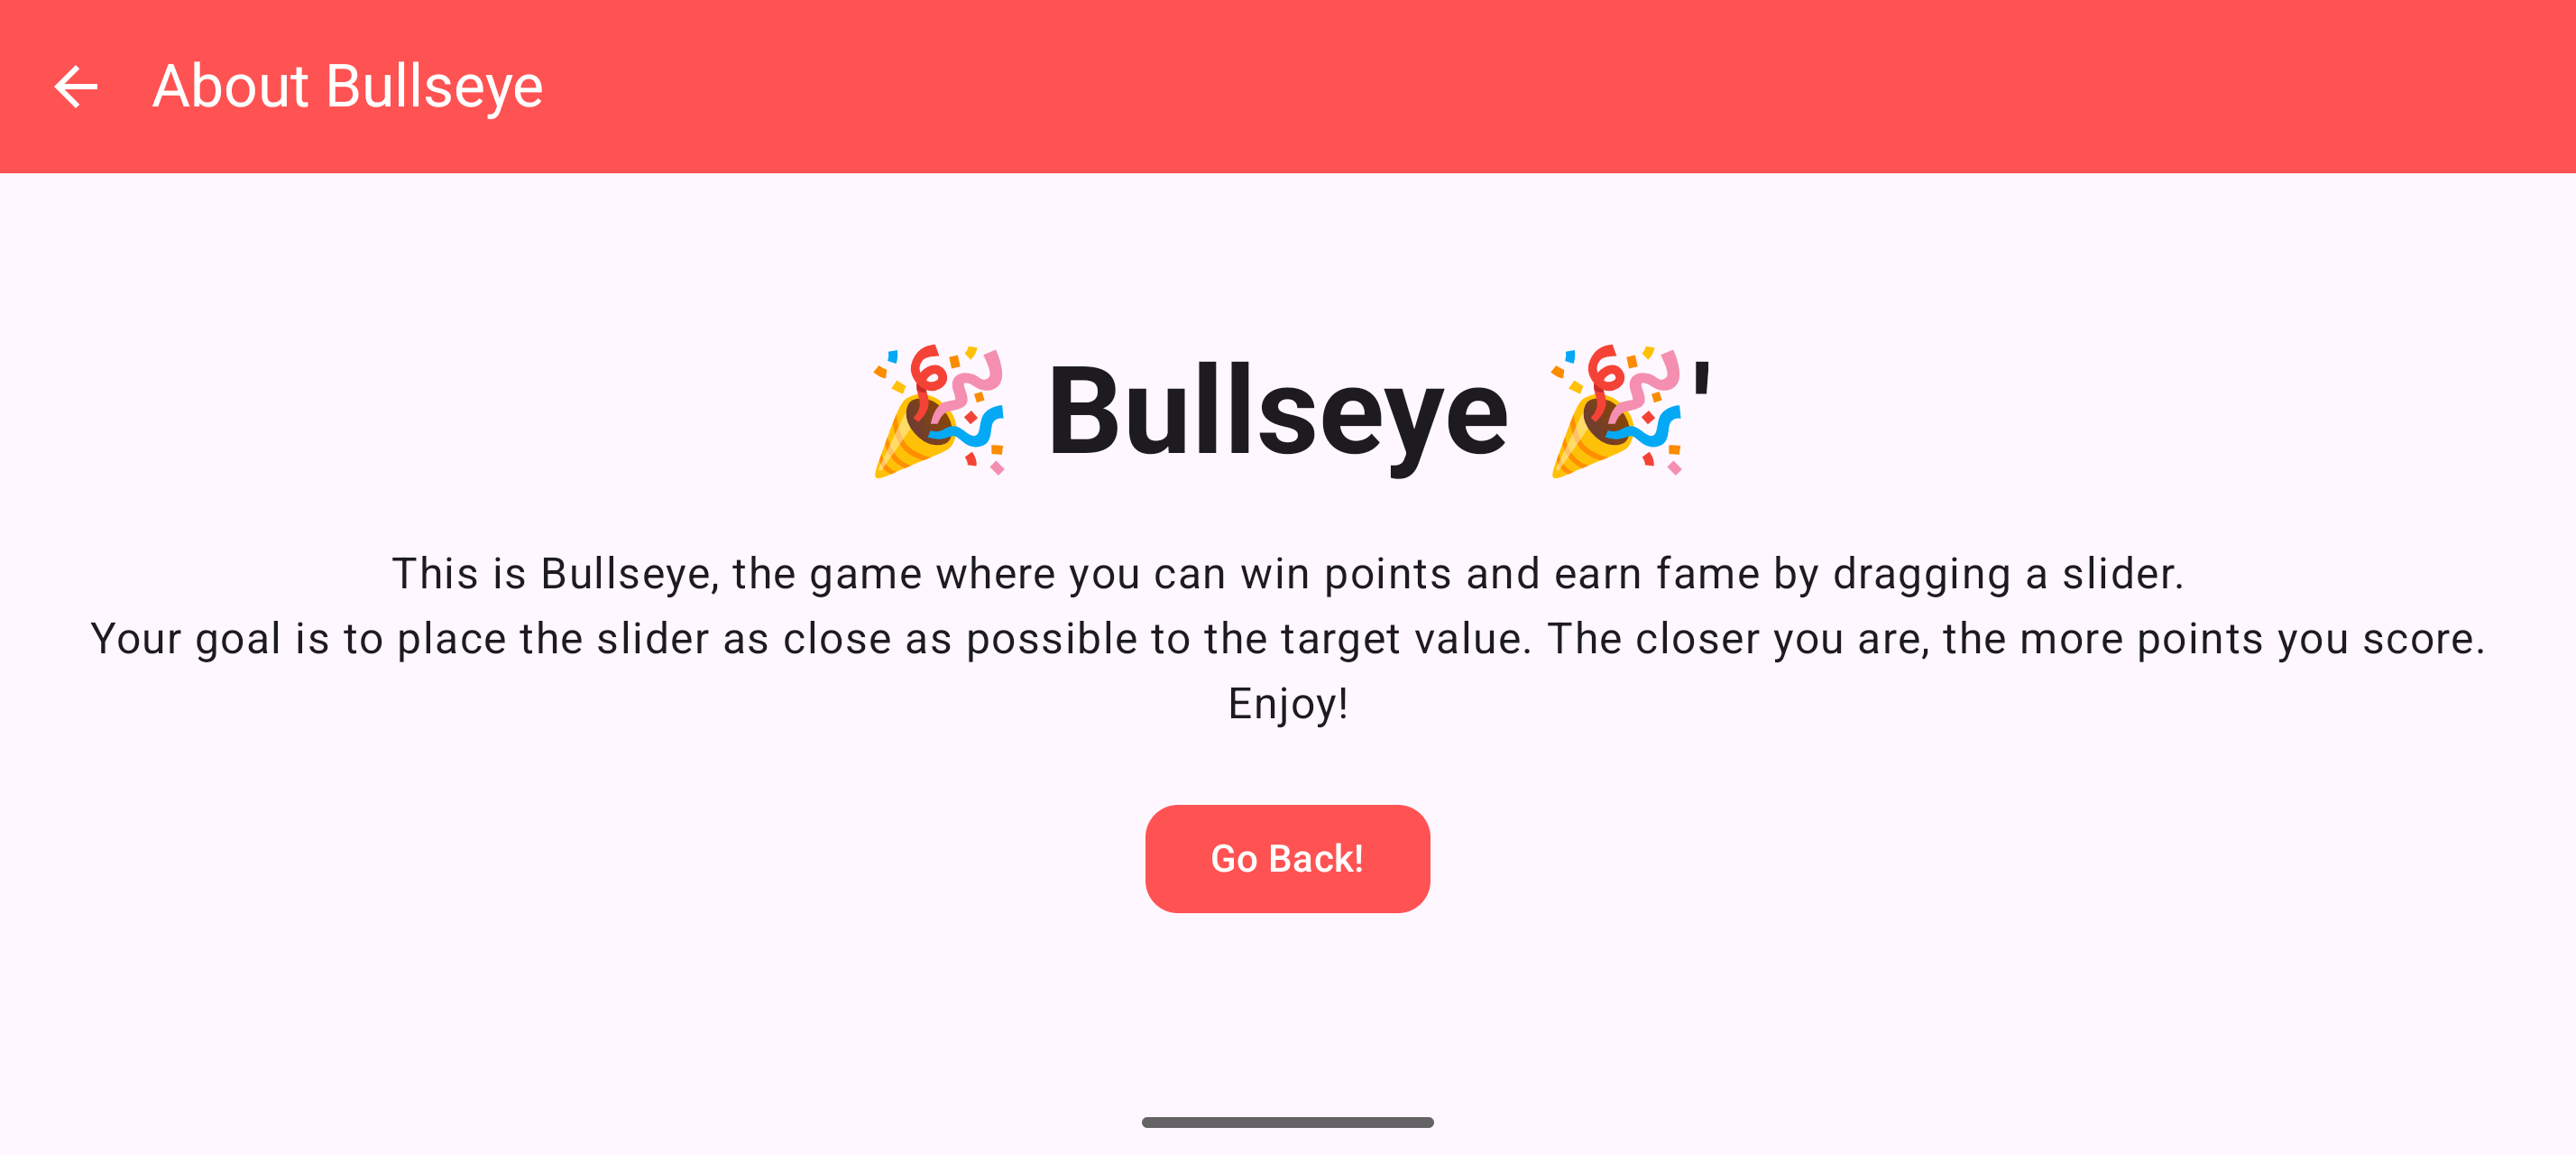 About Bullseye
🎉 Bullseye 🎉'
This is Bullseye, the game where you can win points and earn fame by dragging a slider.
Your goal is to place the slider as close as possible to the target value. The closer you are, the more points you score.
Enjoy!
Go Back!